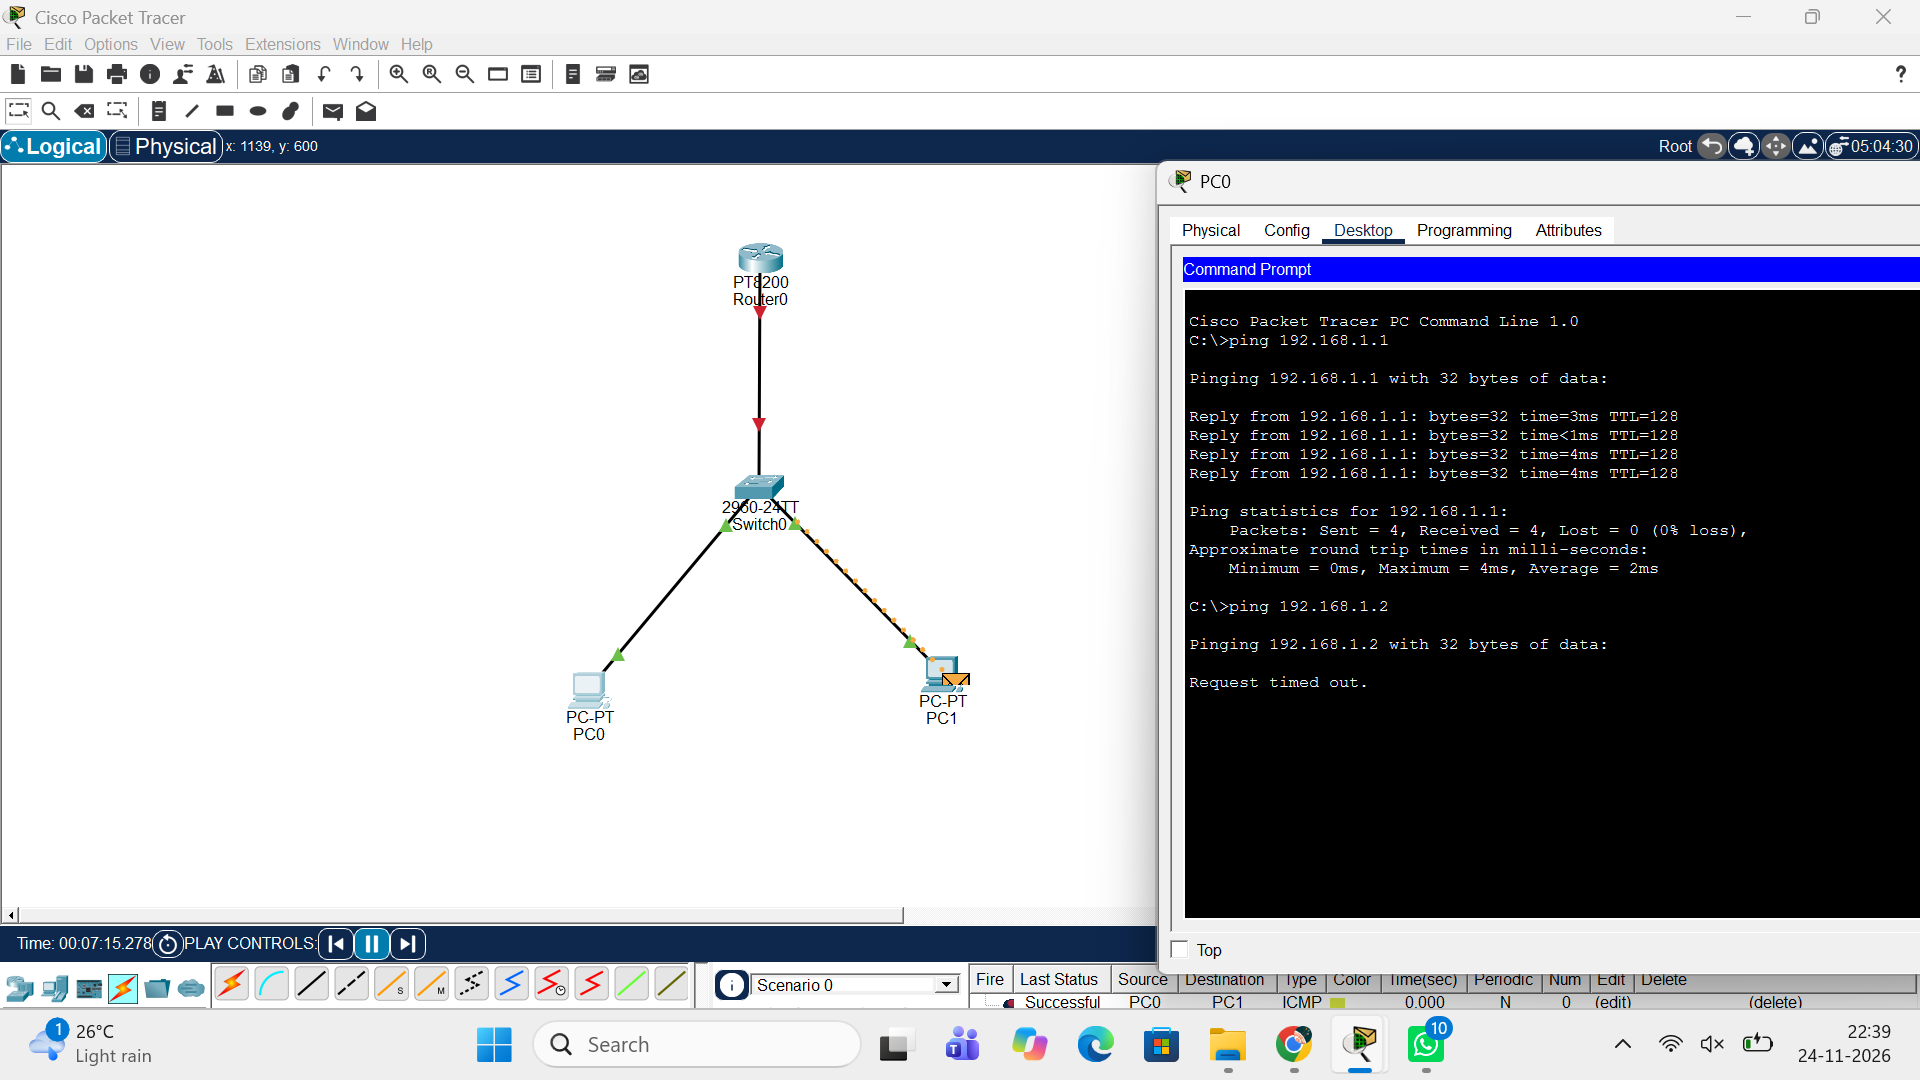 Cisco Packet Tracer
File Edit Options View Tools Extensions Window Help
?
Logical Physical x: 1139, y: 600 Root 05:04:30
PC0
Physical Config Desktop Programming Attributes
Command Prompt
Cisco Packet Tracer PC Command Line 1.0
C:\>ping 192.168.1.1
Pinging 192.168.1.1 with 32 bytes of data:
Reply from 192.168.1.1: bytes=32 time=3ms TTL=128
Reply from 192.168.1.1: bytes=32 time<1ms TTL=128
Reply from 192.168.1.1: bytes=32 time=4ms TTL=128
Reply from 192.168.1.1: bytes=32 time=4ms TTL=128
Ping statistics for 192.168.1.1:
Packets: Sent = 4, Received = 4, Lost = 0 (0% loss),
Approximate round trip times in milli-seconds:
Minimum = 0ms, Maximum = 4ms, Average = 2ms
C:\>ping 192.168.1.2
Pinging 192.168.1.2 with 32 bytes of data:
Request timed out.
Top
PT8200
Router0
2960-24TT
Switch0
PC-PT
PC0
PC-PT
PC1
Time: 00:07:15.278 PLAY CONTROLS:
S M
Scenario 0
Fire Last Status Source Destination Type Color Time(sec) Periodic Num Edit Delete
Successful PC0 PC1 ICMP 0.000 N 0 (edit) (delete)
1
26°C
Light rain
Search
10
22:39
24-11-2026